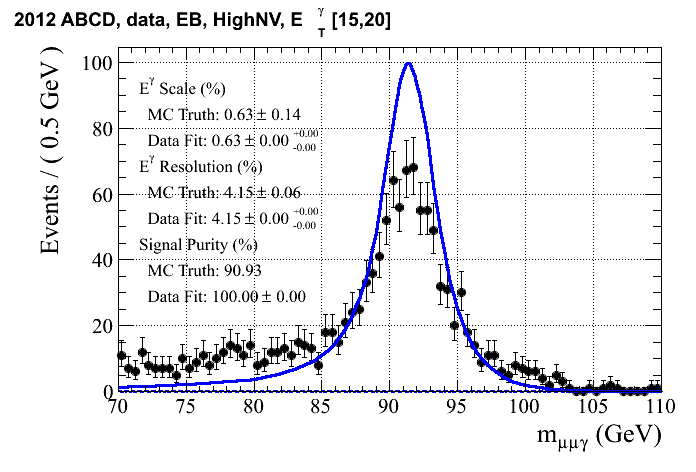 2012 ABCD, data, EB, HighNV, E_T^γ [15,20]
Events / ( 0.5 GeV )
100
80
60
40
20
0
E^γ Scale (%)
MC Truth: 0.63 ± 0.14
Data Fit: 0.63 ± 0.00 +0.00 -0.00
E^γ Resolution (%)
MC Truth: 4.15 ± 0.06
Data Fit: 4.15 ± 0.00 +0.00 -0.00
Signal Purity (%)
MC Truth: 90.93
Data Fit: 100.00 ± 0.00
70 75 80 85 90 95 100 105 110
m_μμγ (GeV)